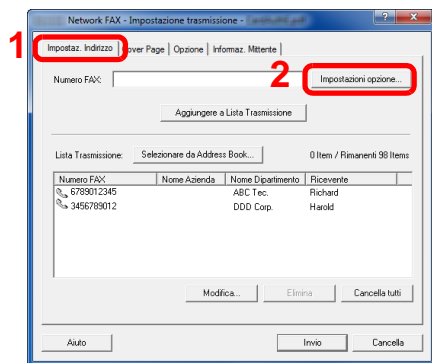 Network FAX - Impostazione trasmissione -
1
Impostaz. Indirizzo Cover Page Opzione Informaz. Mittente
2
Numero FAX: Impostazioni opzione...
Aggiungere a Lista Trasmissione
Lista Trasmissione: Selezionare da Address Book... 0 Item / Rimanenti 98 Items
Numero FAX Nome Azienda Nome Dipartimento Ricevente
6789012345 ABC Tec. Richard
3456789012 DDD Corp. Harold
Modifica... Elimina Cancella tutti
Aiuto Invio Cancella